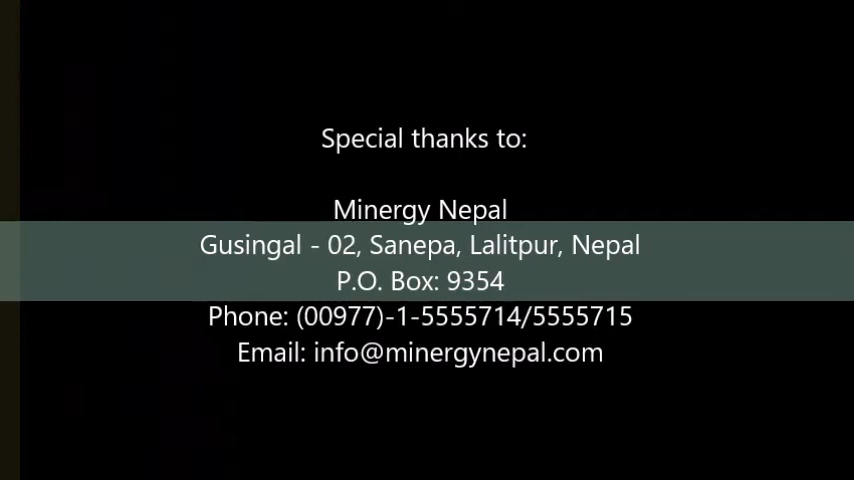 Special thanks to:
Minergy Nepal
Gusingal - 02, Sanepa, Lalitpur, Nepal
P.O. Box: 9354
Phone: (00977)-1-5555714/5555715
Email: info@minergynepal.com